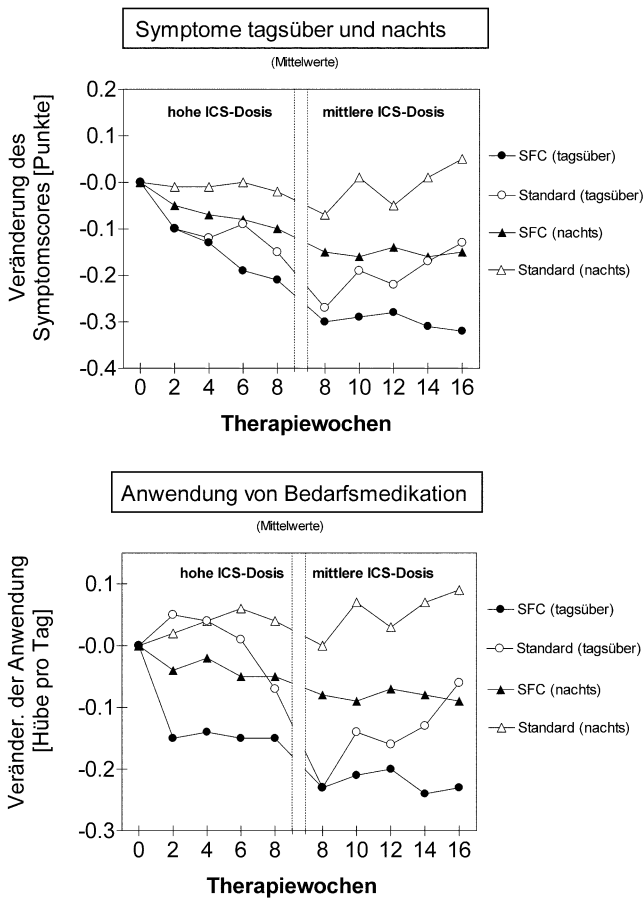 Symptome tagsüber und nachts
(Mittelwerte)
Veränderung des
Symptomscores [Punkte]
0.2
0.1
-0.0
-0.1
-0.2
-0.3
-0.4
hohe ICS-Dosis
mittlere ICS-Dosis
0 2 4 6 8 8 10 12 14 16
Therapiewochen
SFC (tagsüber)
Standard (tagsüber)
SFC (nachts)
Standard (nachts)
Anwendung von Bedarfsmedikation
(Mittelwerte)
Veränder. der Anwendung
[Hübe pro Tag]
0.1
-0.0
-0.1
-0.2
-0.3
hohe ICS-Dosis
mittlere ICS-Dosis
0 2 4 6 8 8 10 12 14 16
Therapiewochen
SFC (tagsüber)
Standard (tagsüber)
SFC (nachts)
Standard (nachts)